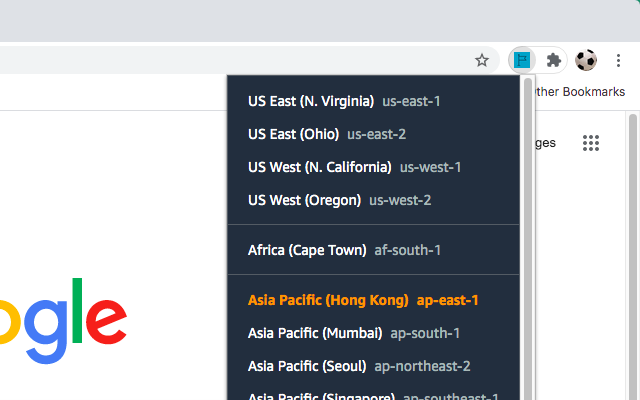 ther Bookmarks
US East (N. Virginia) us-east-1
US East (Ohio) us-east-2
US West (N. California) us-west-1
US West (Oregon) us-west-2
Africa (Cape Town) af-south-1
Asia Pacific (Hong Kong) ap-east-1
Asia Pacific (Mumbai) ap-south-1
Asia Pacific (Seoul) ap-northeast-2
Asia Pacific (Singapore) ap-southeast-1
ges
ogle